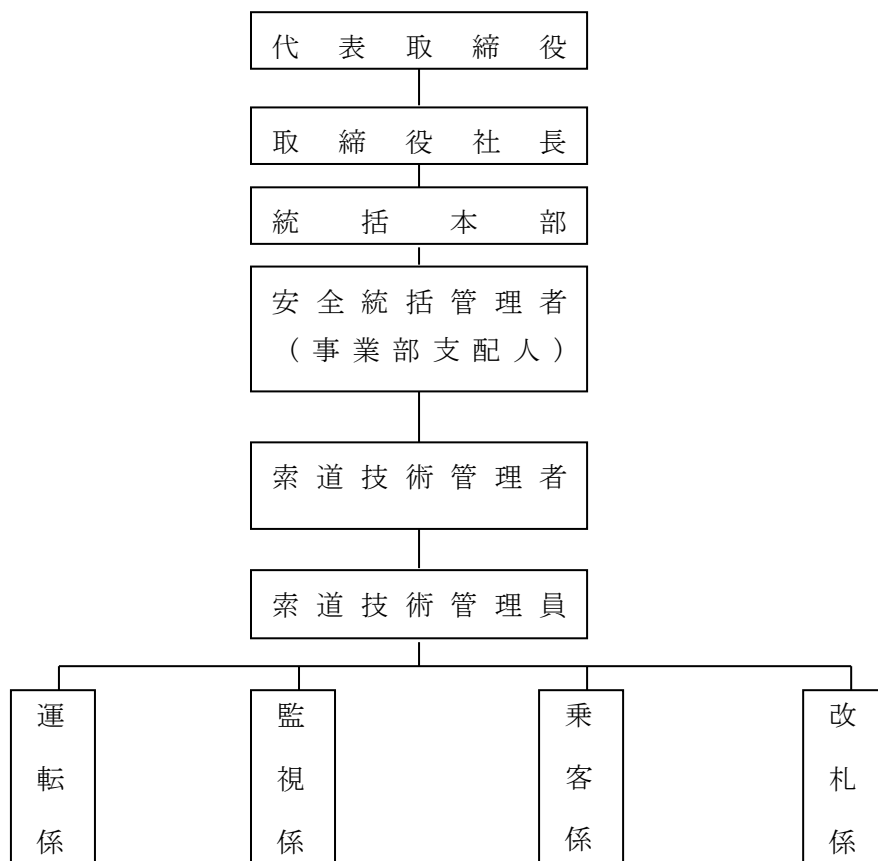 代表取締役
取締役社長
統括本部
安全統括管理者
(事業部支配人)
索道技術管理者
索道技術管理員
運転係
監視係
乗客係
改札係